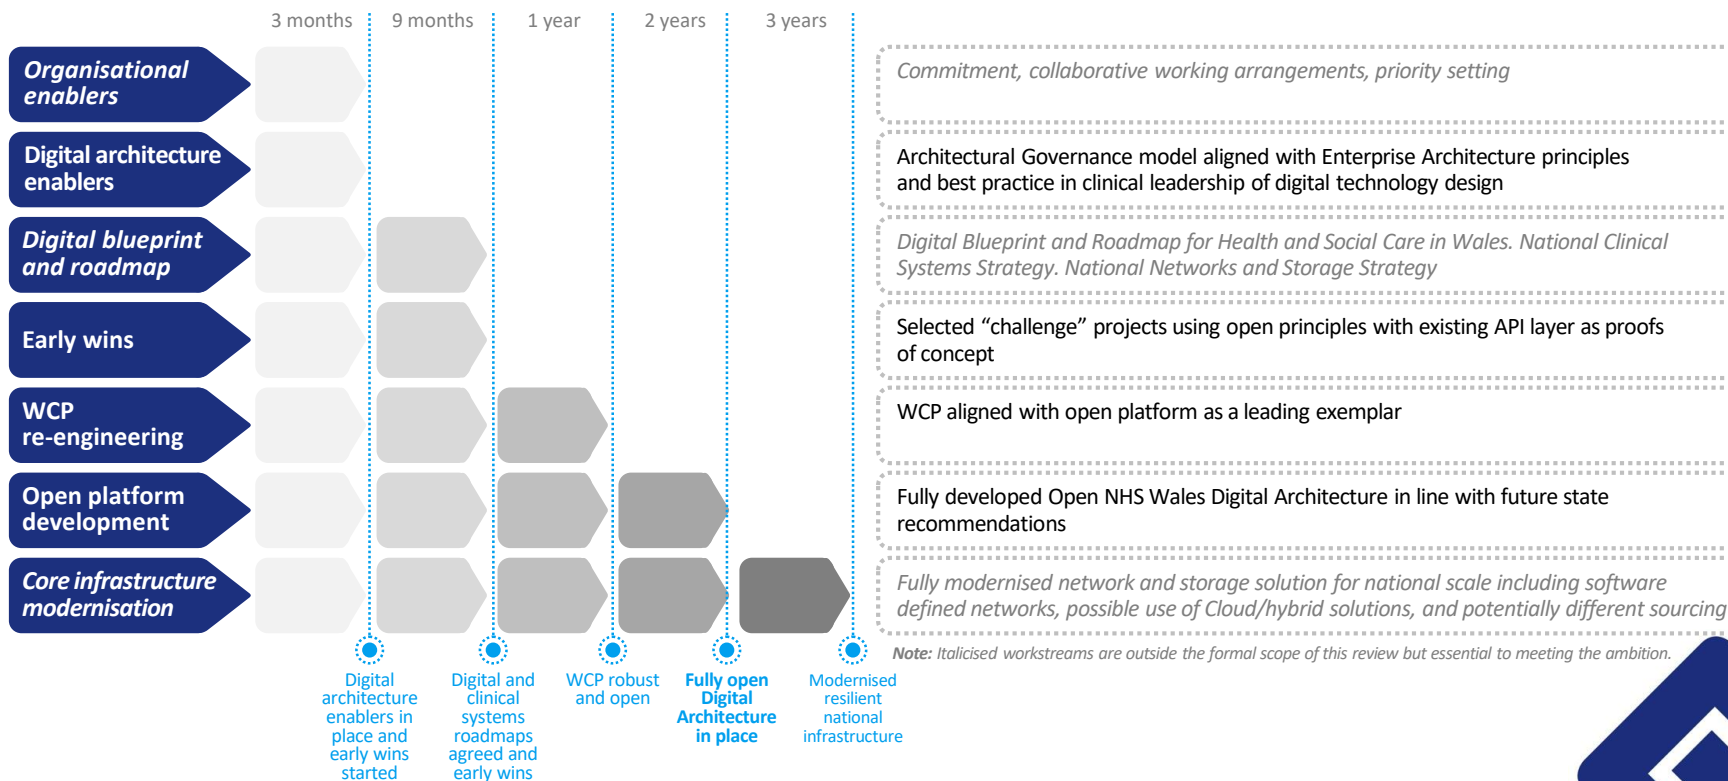 3 months
9 months
1 year
2 years
3 years
Organisational
enablers
Commitment, collaborative working arrangements, priority setting
Digital architecture
enablers
Architectural Governance model aligned with Enterprise Architecture principles
and best practice in clinical leadership of digital technology design
Digital blueprint
and roadmap
Digital Blueprint and Roadmap for Health and Social Care in Wales. National Clinical
Systems Strategy. National Networks and Storage Strategy
Early wins
Selected “challenge” projects using open principles with existing API layer as proofs
of concept
WCP
re-engineering
WCP aligned with open platform as a leading exemplar
Open platform
development
Fully developed Open NHS Wales Digital Architecture in line with future state
recommendations
Core infrastructure
modernisation
Fully modernised network and storage solution for national scale including software
defined networks, possible use of Cloud/hybrid solutions, and potentially different sourcing
Note: Italicised workstreams are outside the formal scope of this review but essential to meeting the ambition.
Digital
architecture
enablers in
place and
early wins
started
Digital and
clinical
systems
roadmaps
agreed and
early wins
WCP robust
and open
Fully open
Digital
Architecture
in place
Modernised
resilient
national
infrastructure